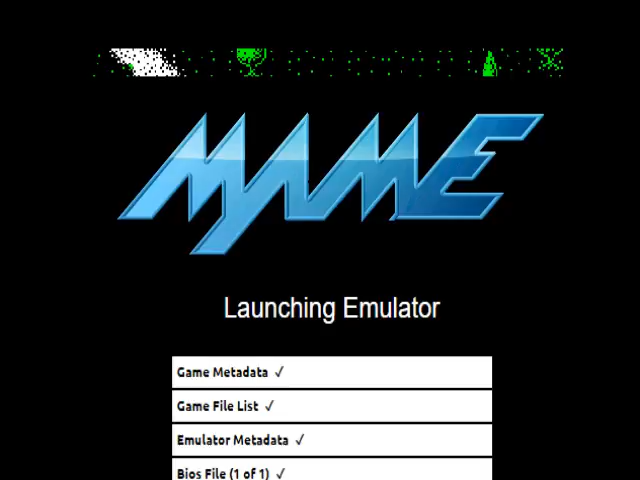 MAME
Launching Emulator
Game Metadata ✓
Game File List ✓
Emulator Metadata ✓
Bios File (1 of 1) ✓